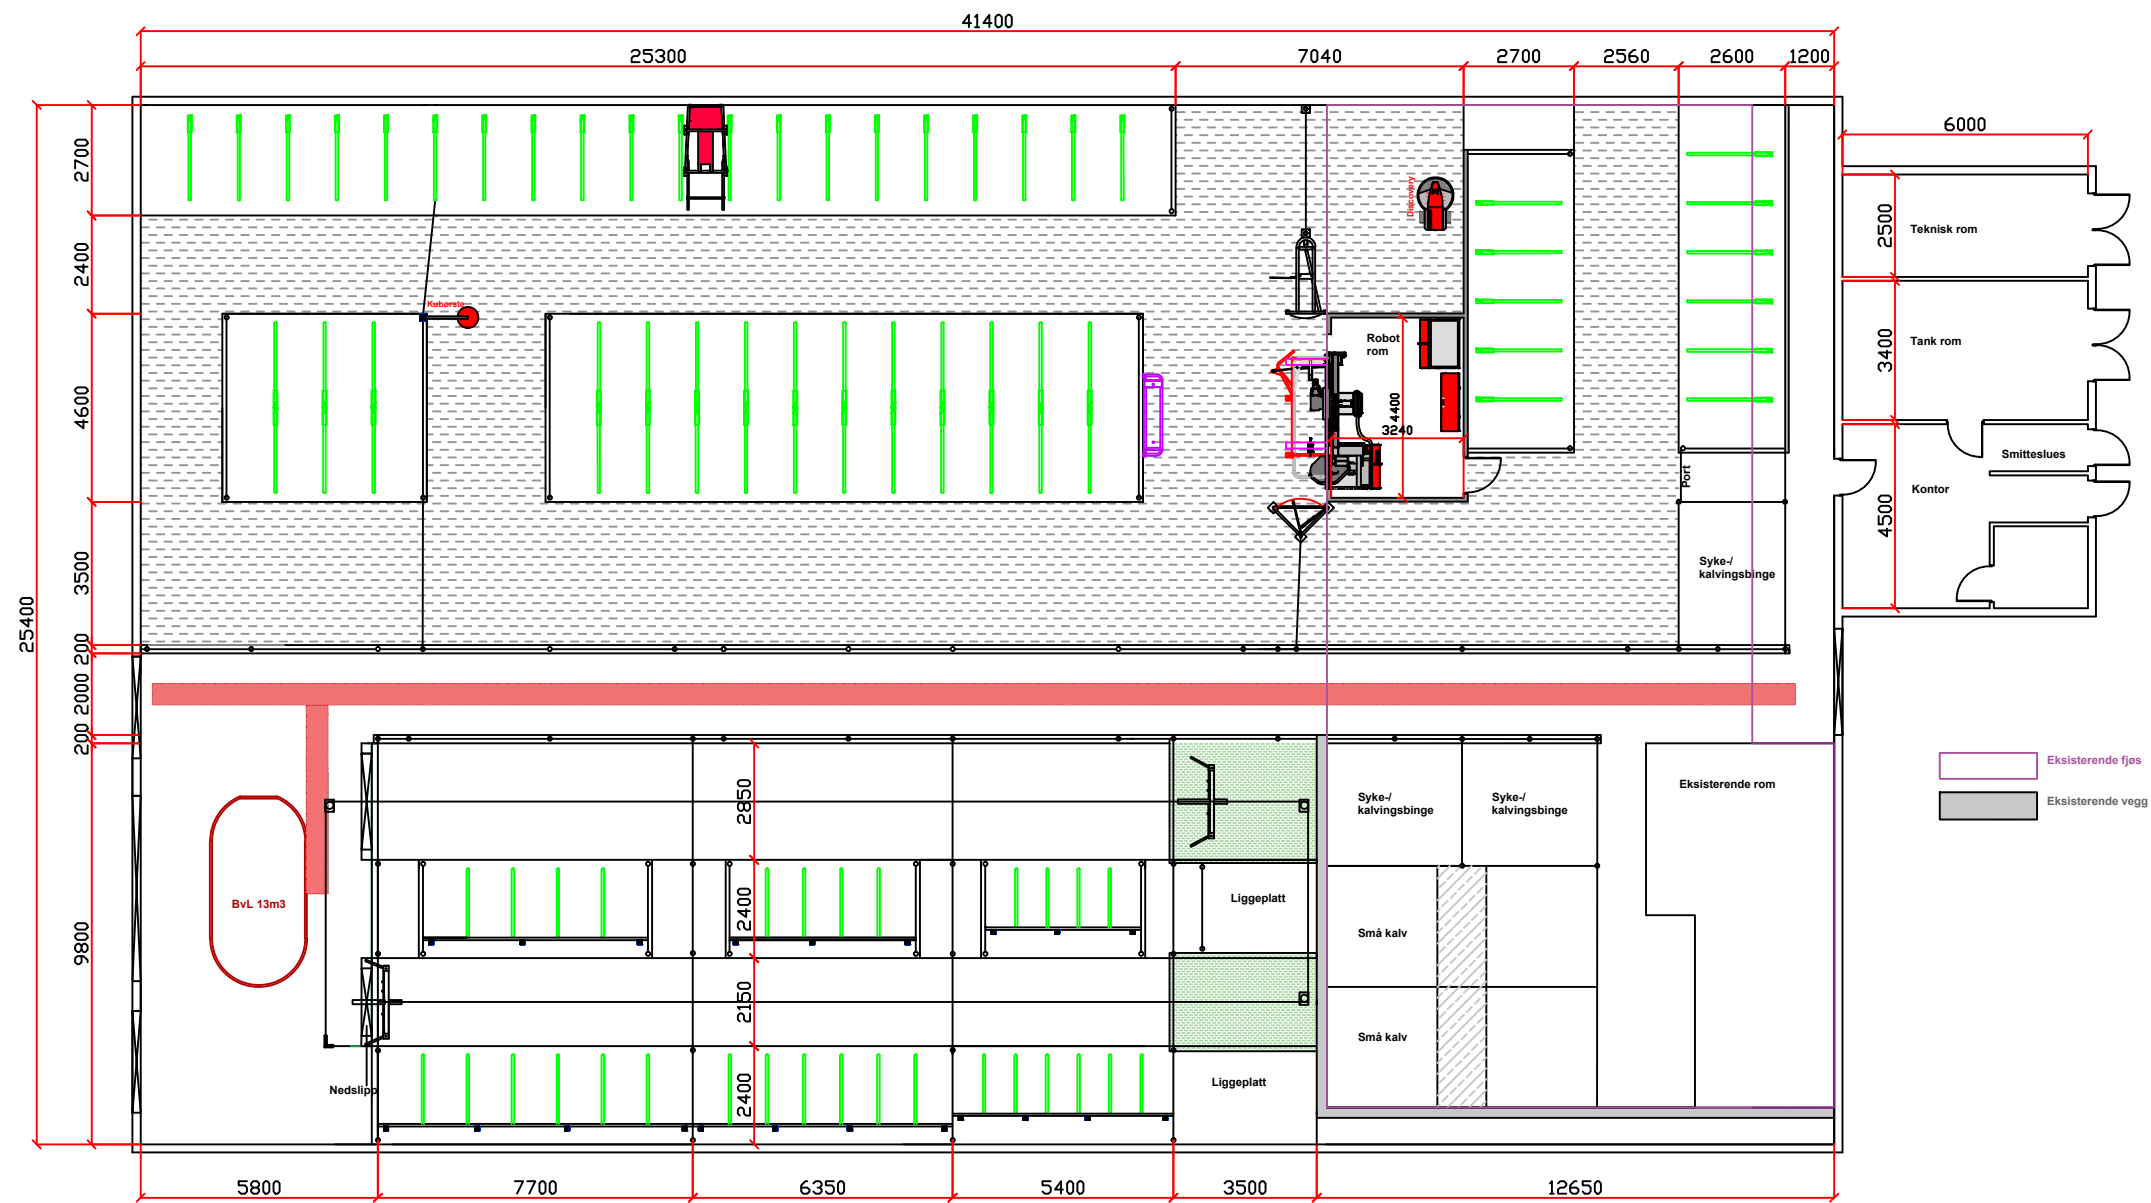 41400
25300
7040
2700
2560
2600
1200
6000
2700
2400
4600
3500
200
2000
200
9800
25400
Discovery
Kubørste
Robot
rom
4400
3240
Port
Syke-/
kalvingsbinge
2500
3400
4500
Teknisk rom
Tank rom
Smitteslues
Kontor
Eksisterende fjøs
Eksisterende vegg
2850
2400
2150
2400
BvL 13m3
Nedslipp
Liggeplatt
Liggeplatt
Syke-/
kalvingsbinge
Syke-/
kalvingsbinge
Eksisterende rom
Små kalv
Små kalv
5800
7700
6350
5400
3500
12650